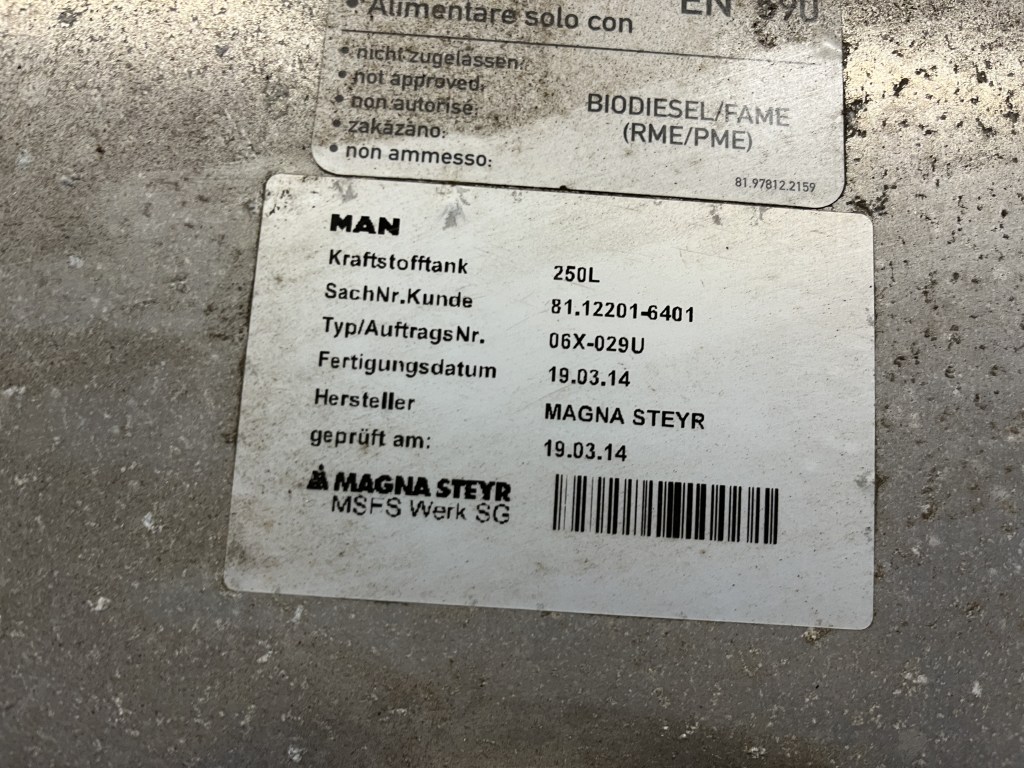 • Alimentare solo con EN 590
• nicht zugelassen:
• not approved:
• non autorisé:
• zakázáno:
• non ammesso:
BIODIESEL/FAME
(RME/PME)
81.97812.2159
MAN
Kraftstofftank 250L
SachNr.Kunde 81.12201-6401
Typ/AuftragsNr. 06X-029U
Fertigungsdatum 19.03.14
Hersteller MAGNA STEYR
geprüft am: 19.03.14
MAGNA STEYR
MSFS Werk SG